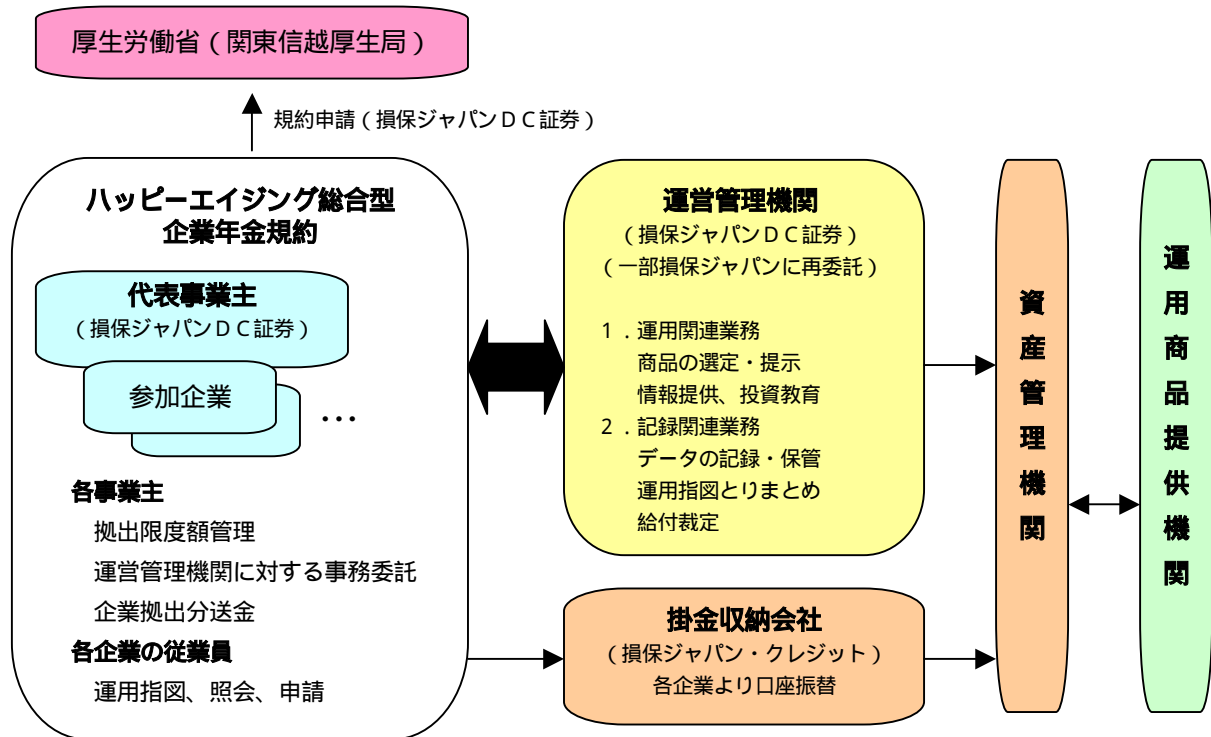 厚生労働省（関東信越厚生局）
規約申請（損保ジャパンＤＣ証券）
ハッピーエイジング総合型
企業年金規約
代表事業主
（損保ジャパンＤＣ証券）
参加企業
…
各事業主
拠出限度額管理
運営管理機関に対する事務委託
企業拠出分送金
各企業の従業員
運用指図、照会、申請
運営管理機関
（損保ジャパンＤＣ証券）
（一部損保ジャパンに再委託）
１．運用関連業務
商品の選定・提示
情報提供、投資教育
２．記録関連業務
データの記録・保管
運用指図とりまとめ
給付裁定
掛金収納会社
（損保ジャパン・クレジット）
各企業より口座振替
資産管理機関
運用商品提供機関